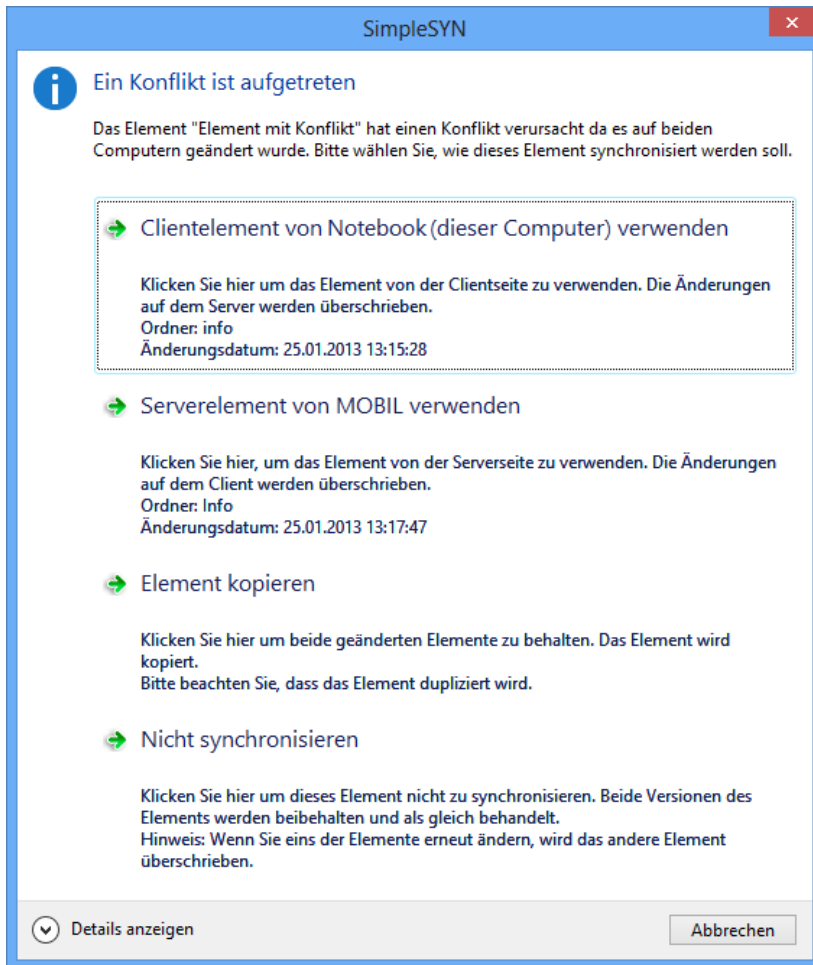 SimpleSYN
Ein Konflikt ist aufgetreten
Das Element "Element mit Konflikt" hat einen Konflikt verursacht da es auf beiden
Computern geändert wurde. Bitte wählen Sie, wie dieses Element synchronisiert werden soll.
Clientelement von Notebook (dieser Computer) verwenden
Klicken Sie hier um das Element von der Clientseite zu verwenden. Die Änderungen
auf dem Server werden überschrieben.
Ordner: info
Änderungsdatum: 25.01.2013 13:15:28
Serverelement von MOBIL verwenden
Klicken Sie hier, um das Element von der Serverseite zu verwenden. Die Änderungen
auf dem Client werden überschrieben.
Ordner: Info
Änderungsdatum: 25.01.2013 13:17:47
Element kopieren
Klicken Sie hier um beide geänderten Elemente zu behalten. Das Element wird
kopiert.
Bitte beachten Sie, dass das Element dupliziert wird.
Nicht synchronisieren
Klicken Sie hier um dieses Element nicht zu synchronisieren. Beide Versionen des
Elements werden beibehalten und als gleich behandelt.
Hinweis: Wenn Sie eins der Elemente erneut ändern, wird das andere Element
überschrieben.
Details anzeigen
Abbrechen